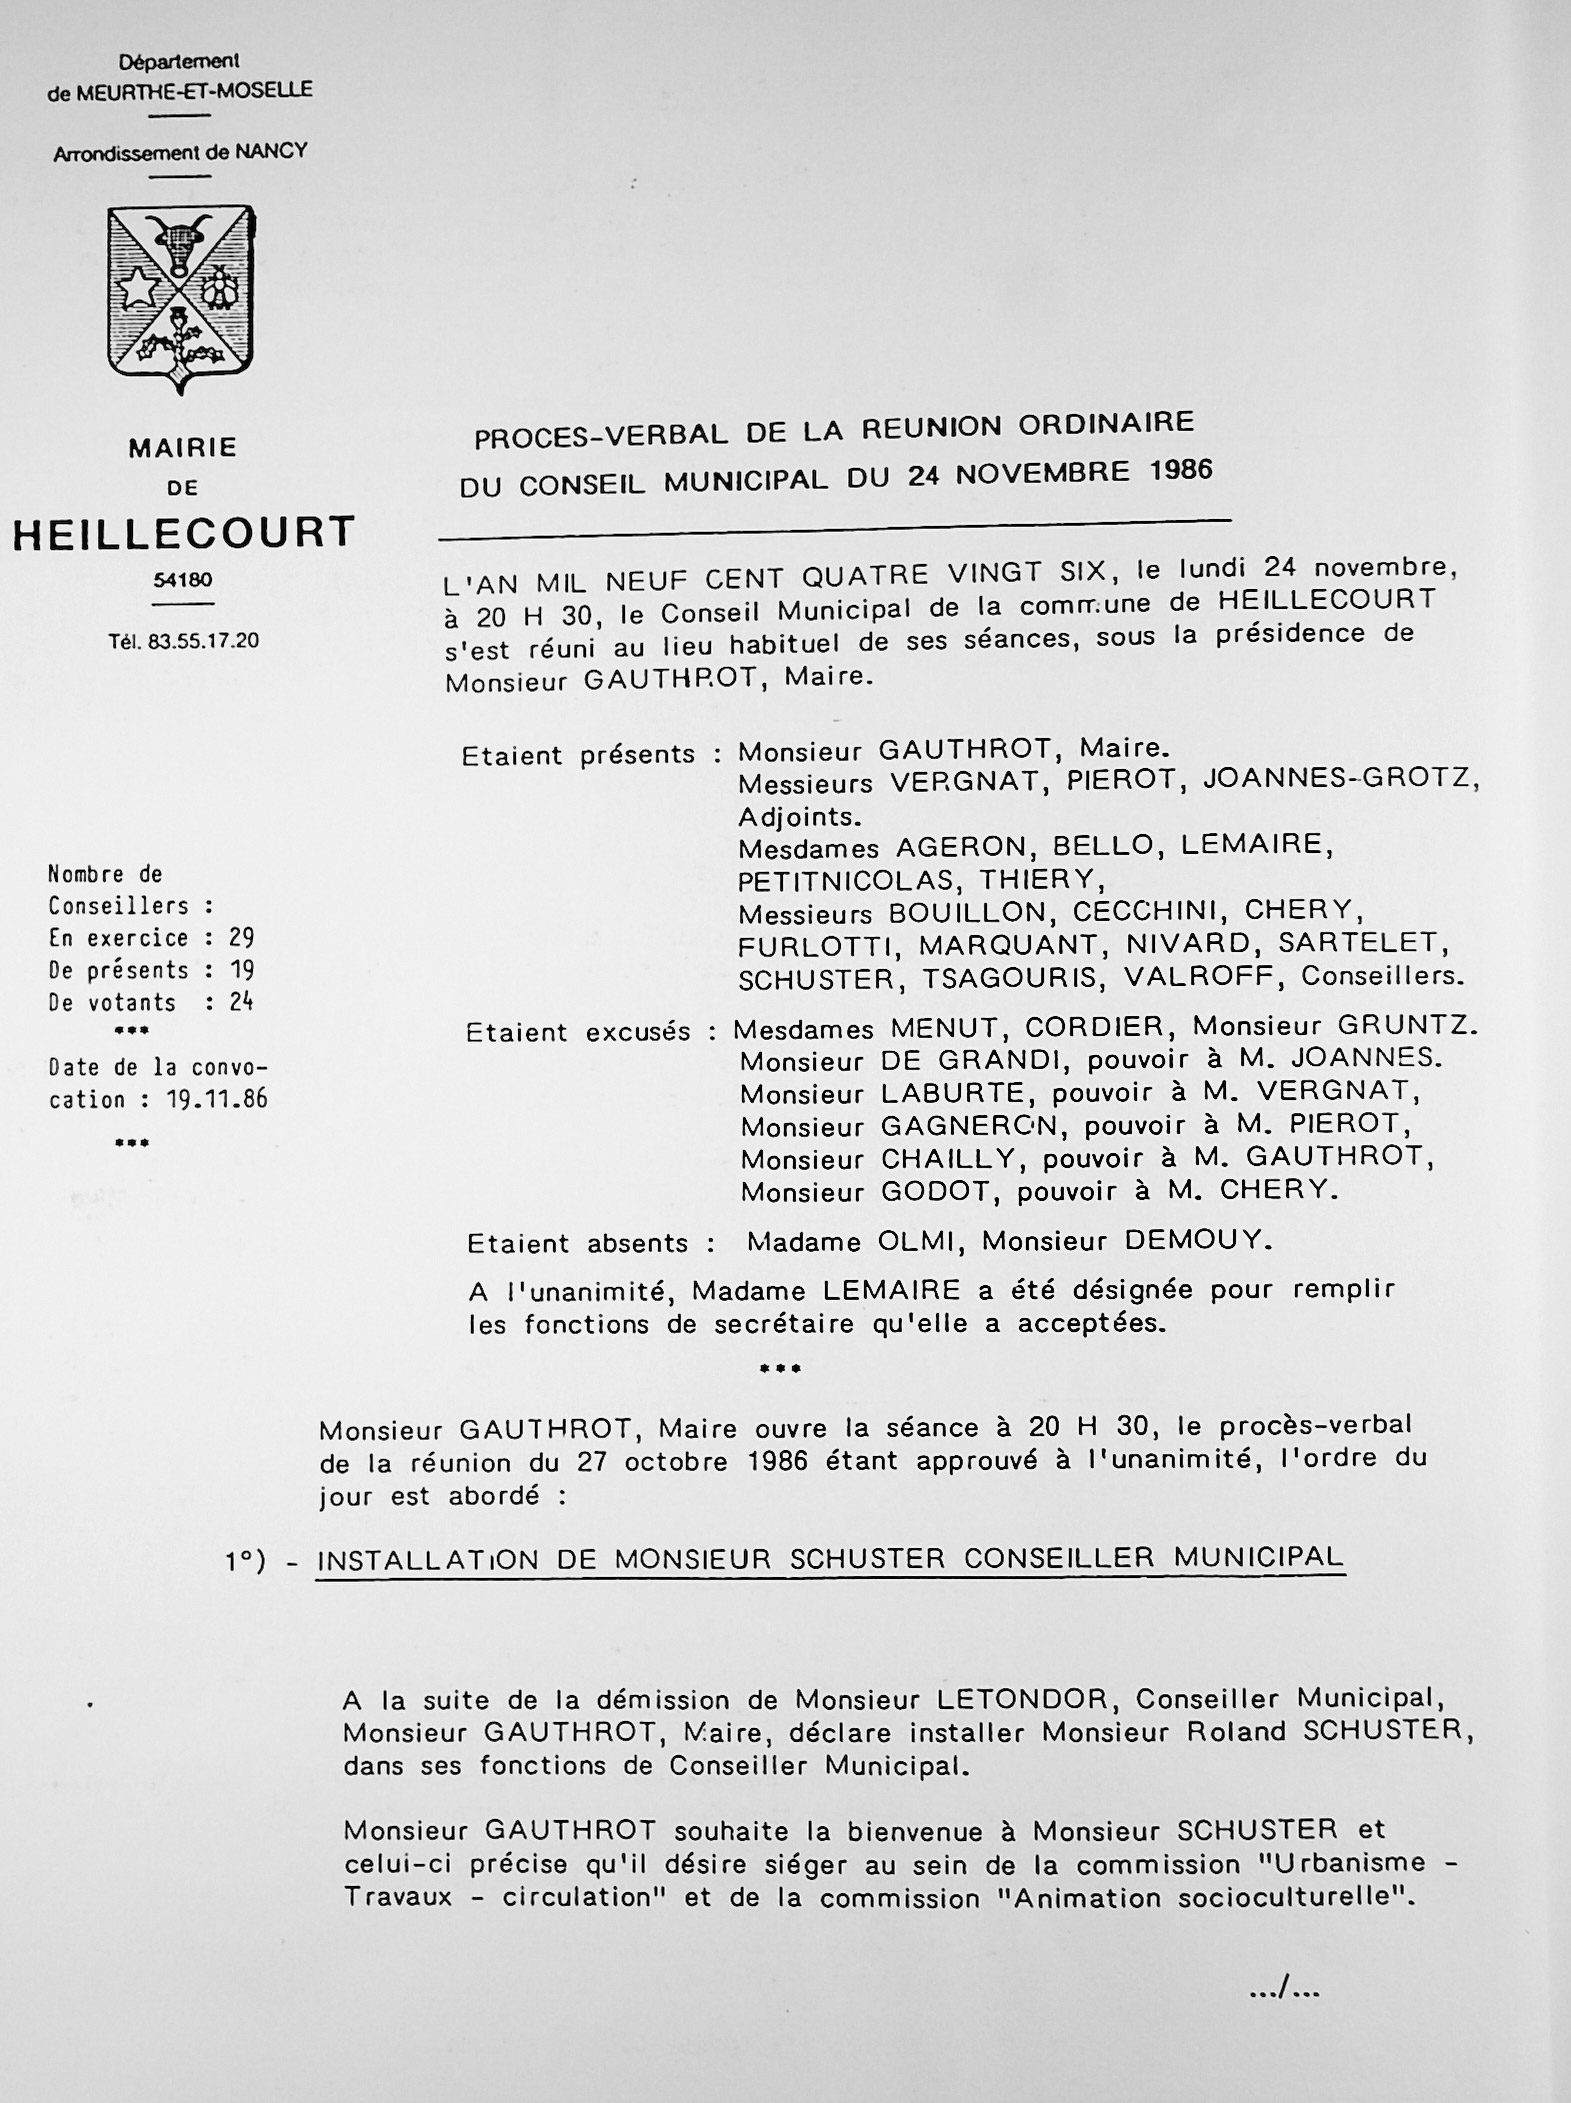 Département
de MEURTHE-ET-MOSELLE
Arrondissement de NANCY
MAIRIE
DE
HEILLECOURT
54180
Tél. 83.55.17.20
Nombre de
Conseillers :
En exercice : 29
De présents : 19
De votants : 24
***
Date de la convo-
cation : 19.11.86
***
PROCES-VERBAL DE LA REUNION ORDINAIRE
DU CONSEIL MUNICIPAL DU 24 NOVEMBRE 1986
L'AN MIL NEUF CENT QUATRE VINGT SIX, le lundi 24 novembre,
à 20 H 30, le Conseil Municipal de la commune de HEILLECOURT
s'est réuni au lieu habituel de ses séances, sous la présidence de
Monsieur GAUTHROT, Maire.
Etaient présents : Monsieur GAUTHROT, Maire.
Messieurs VERGNAT, PIEROT, JOANNES-GROTZ,
Adjoints.
Mesdames AGERON, BELLO, LEMAIRE,
PETITNICOLAS, THIERY,
Messieurs BOUILLON, CECCHINI, CHERY,
FURLOTTI, MARQUANT, NIVARD, SARTELET,
SCHUSTER, TSAGOURIS, VALROFF, Conseillers.
Etaient excusés : Mesdames MENUT, CORDIER, Monsieur GRUNTZ.
Monsieur DE GRANDI, pouvoir à M. JOANNES.
Monsieur LABURTE, pouvoir à M. VERGNAT,
Monsieur GAGNERON, pouvoir à M. PIEROT,
Monsieur CHAILLY, pouvoir à M. GAUTHROT,
Monsieur GODOT, pouvoir à M. CHERY.
Etaient absents : Madame OLMI, Monsieur DEMOUY.
A l'unanimité, Madame LEMAIRE a été désignée pour remplir
les fonctions de secrétaire qu'elle a acceptées.
***
Monsieur GAUTHROT, Maire ouvre la séance à 20 H 30, le procès-verbal
de la réunion du 27 octobre 1986 étant approuvé à l'unanimité, l'ordre du
jour est abordé :
1°) - INSTALLATION DE MONSIEUR SCHUSTER CONSEILLER MUNICIPAL
A la suite de la démission de Monsieur LETONDOR, Conseiller Municipal,
Monsieur GAUTHROT, Maire, déclare installer Monsieur Roland SCHUSTER,
dans ses fonctions de Conseiller Municipal.
Monsieur GAUTHROT souhaite la bienvenue à Monsieur SCHUSTER et
celui-ci précise qu'il désire siéger au sein de la commission "Urbanisme -
Travaux - circulation" et de la commission "Animation socioculturelle".
.../...